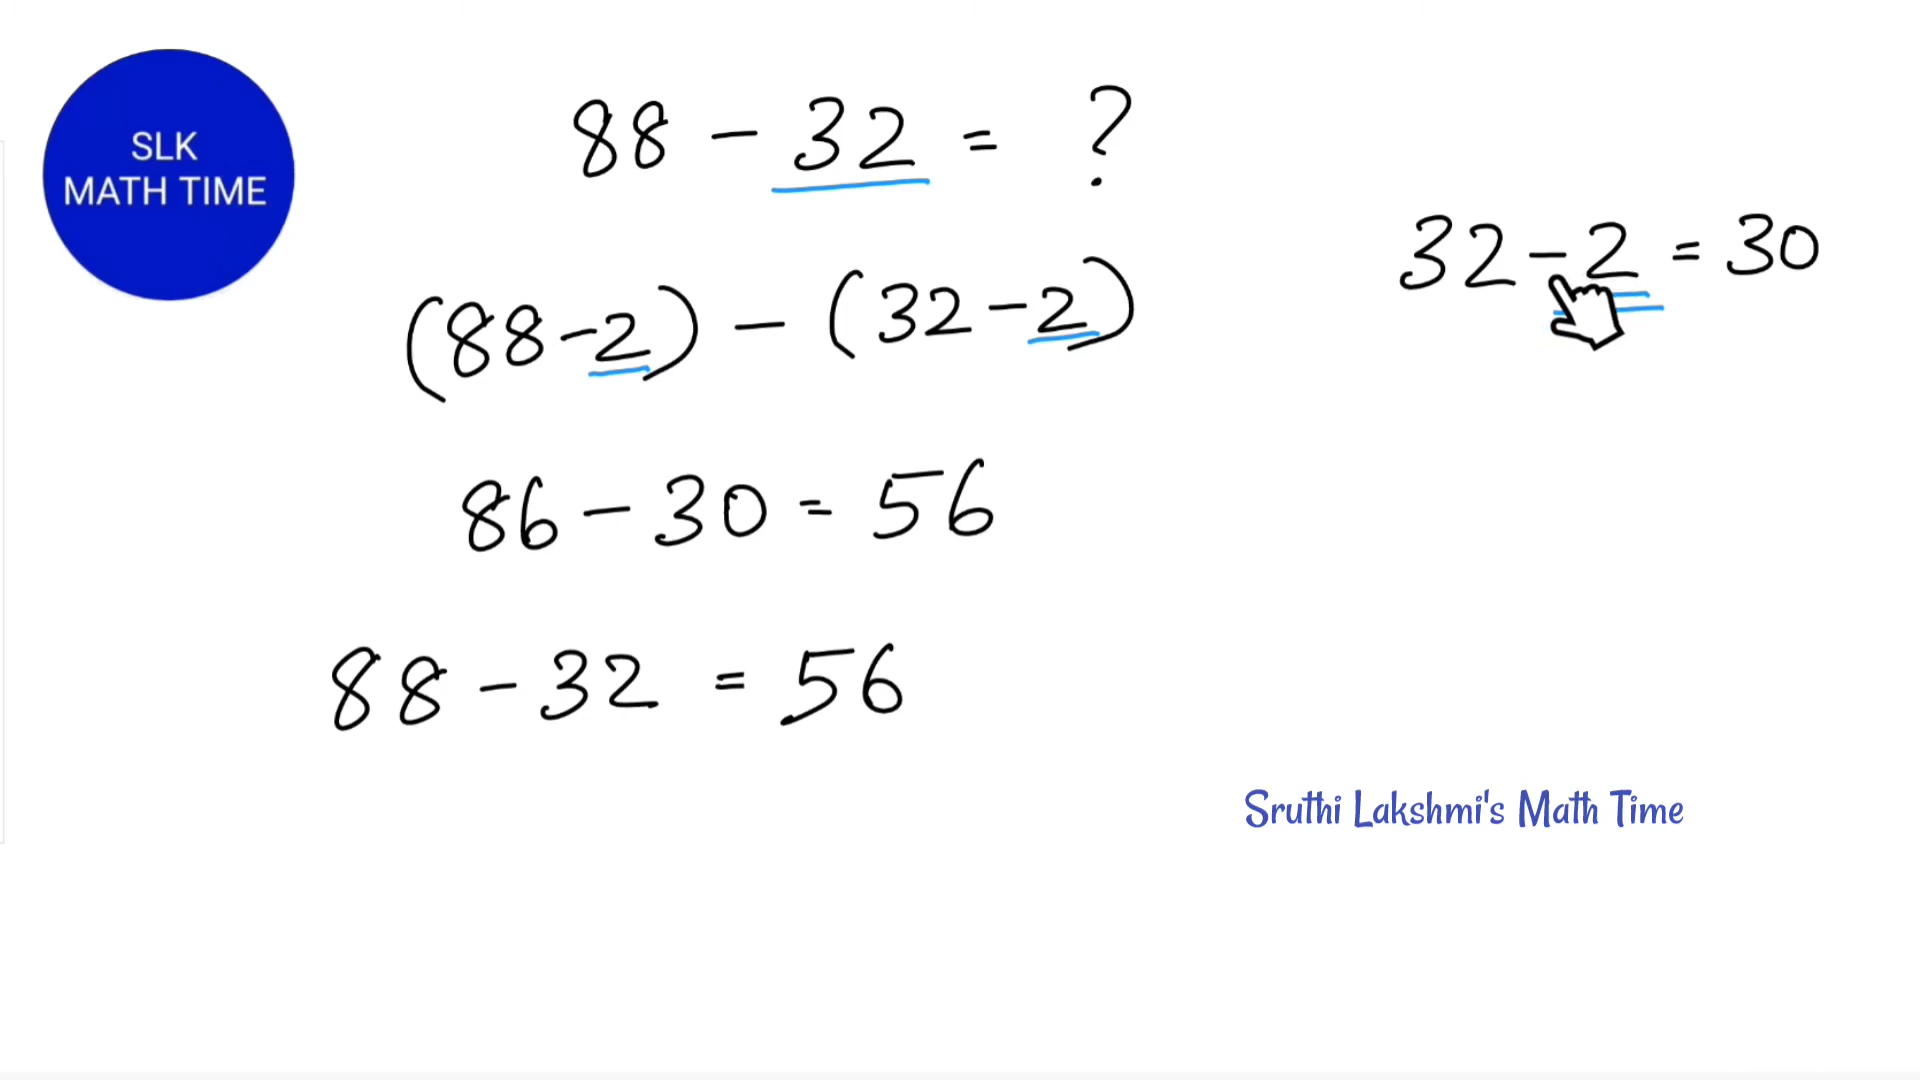 SLK
MATH TIME
88 - 32 = ?
32 - 2 = 30
(88 - 2) - (32 - 2)
86 - 30 = 56
88 - 32 = 56
Sruthi Lakshmi's Math Time